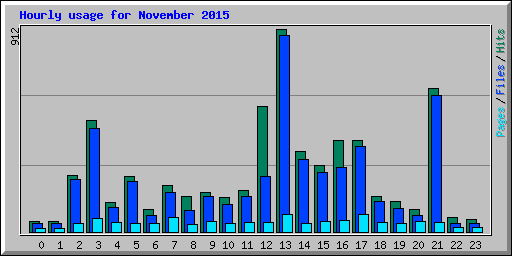 Hourly usage for November 2015
912
Pages/Files/Hits
0 1 2 3 4 5 6 7 8 9 10 11 12 13 14 15 16 17 18 19 20 21 22 23